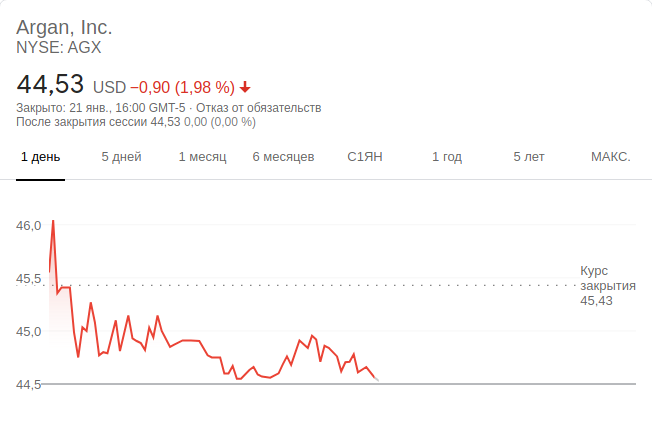 Argan, Inc.
NYSE: AGX
44,53 USD −0,90 (1,98 %)
Закрыто: 21 янв., 16:00 GMT-5 · Отказ от обязательств
После закрытия сессии 44,53 0,00 (0,00 %)
1 день 5 дней 1 месяц 6 месяцев С1ЯН 1 год 5 лет МАКС.
46,0
45,5
Курс
закрытия
45,43
45,0
44,5